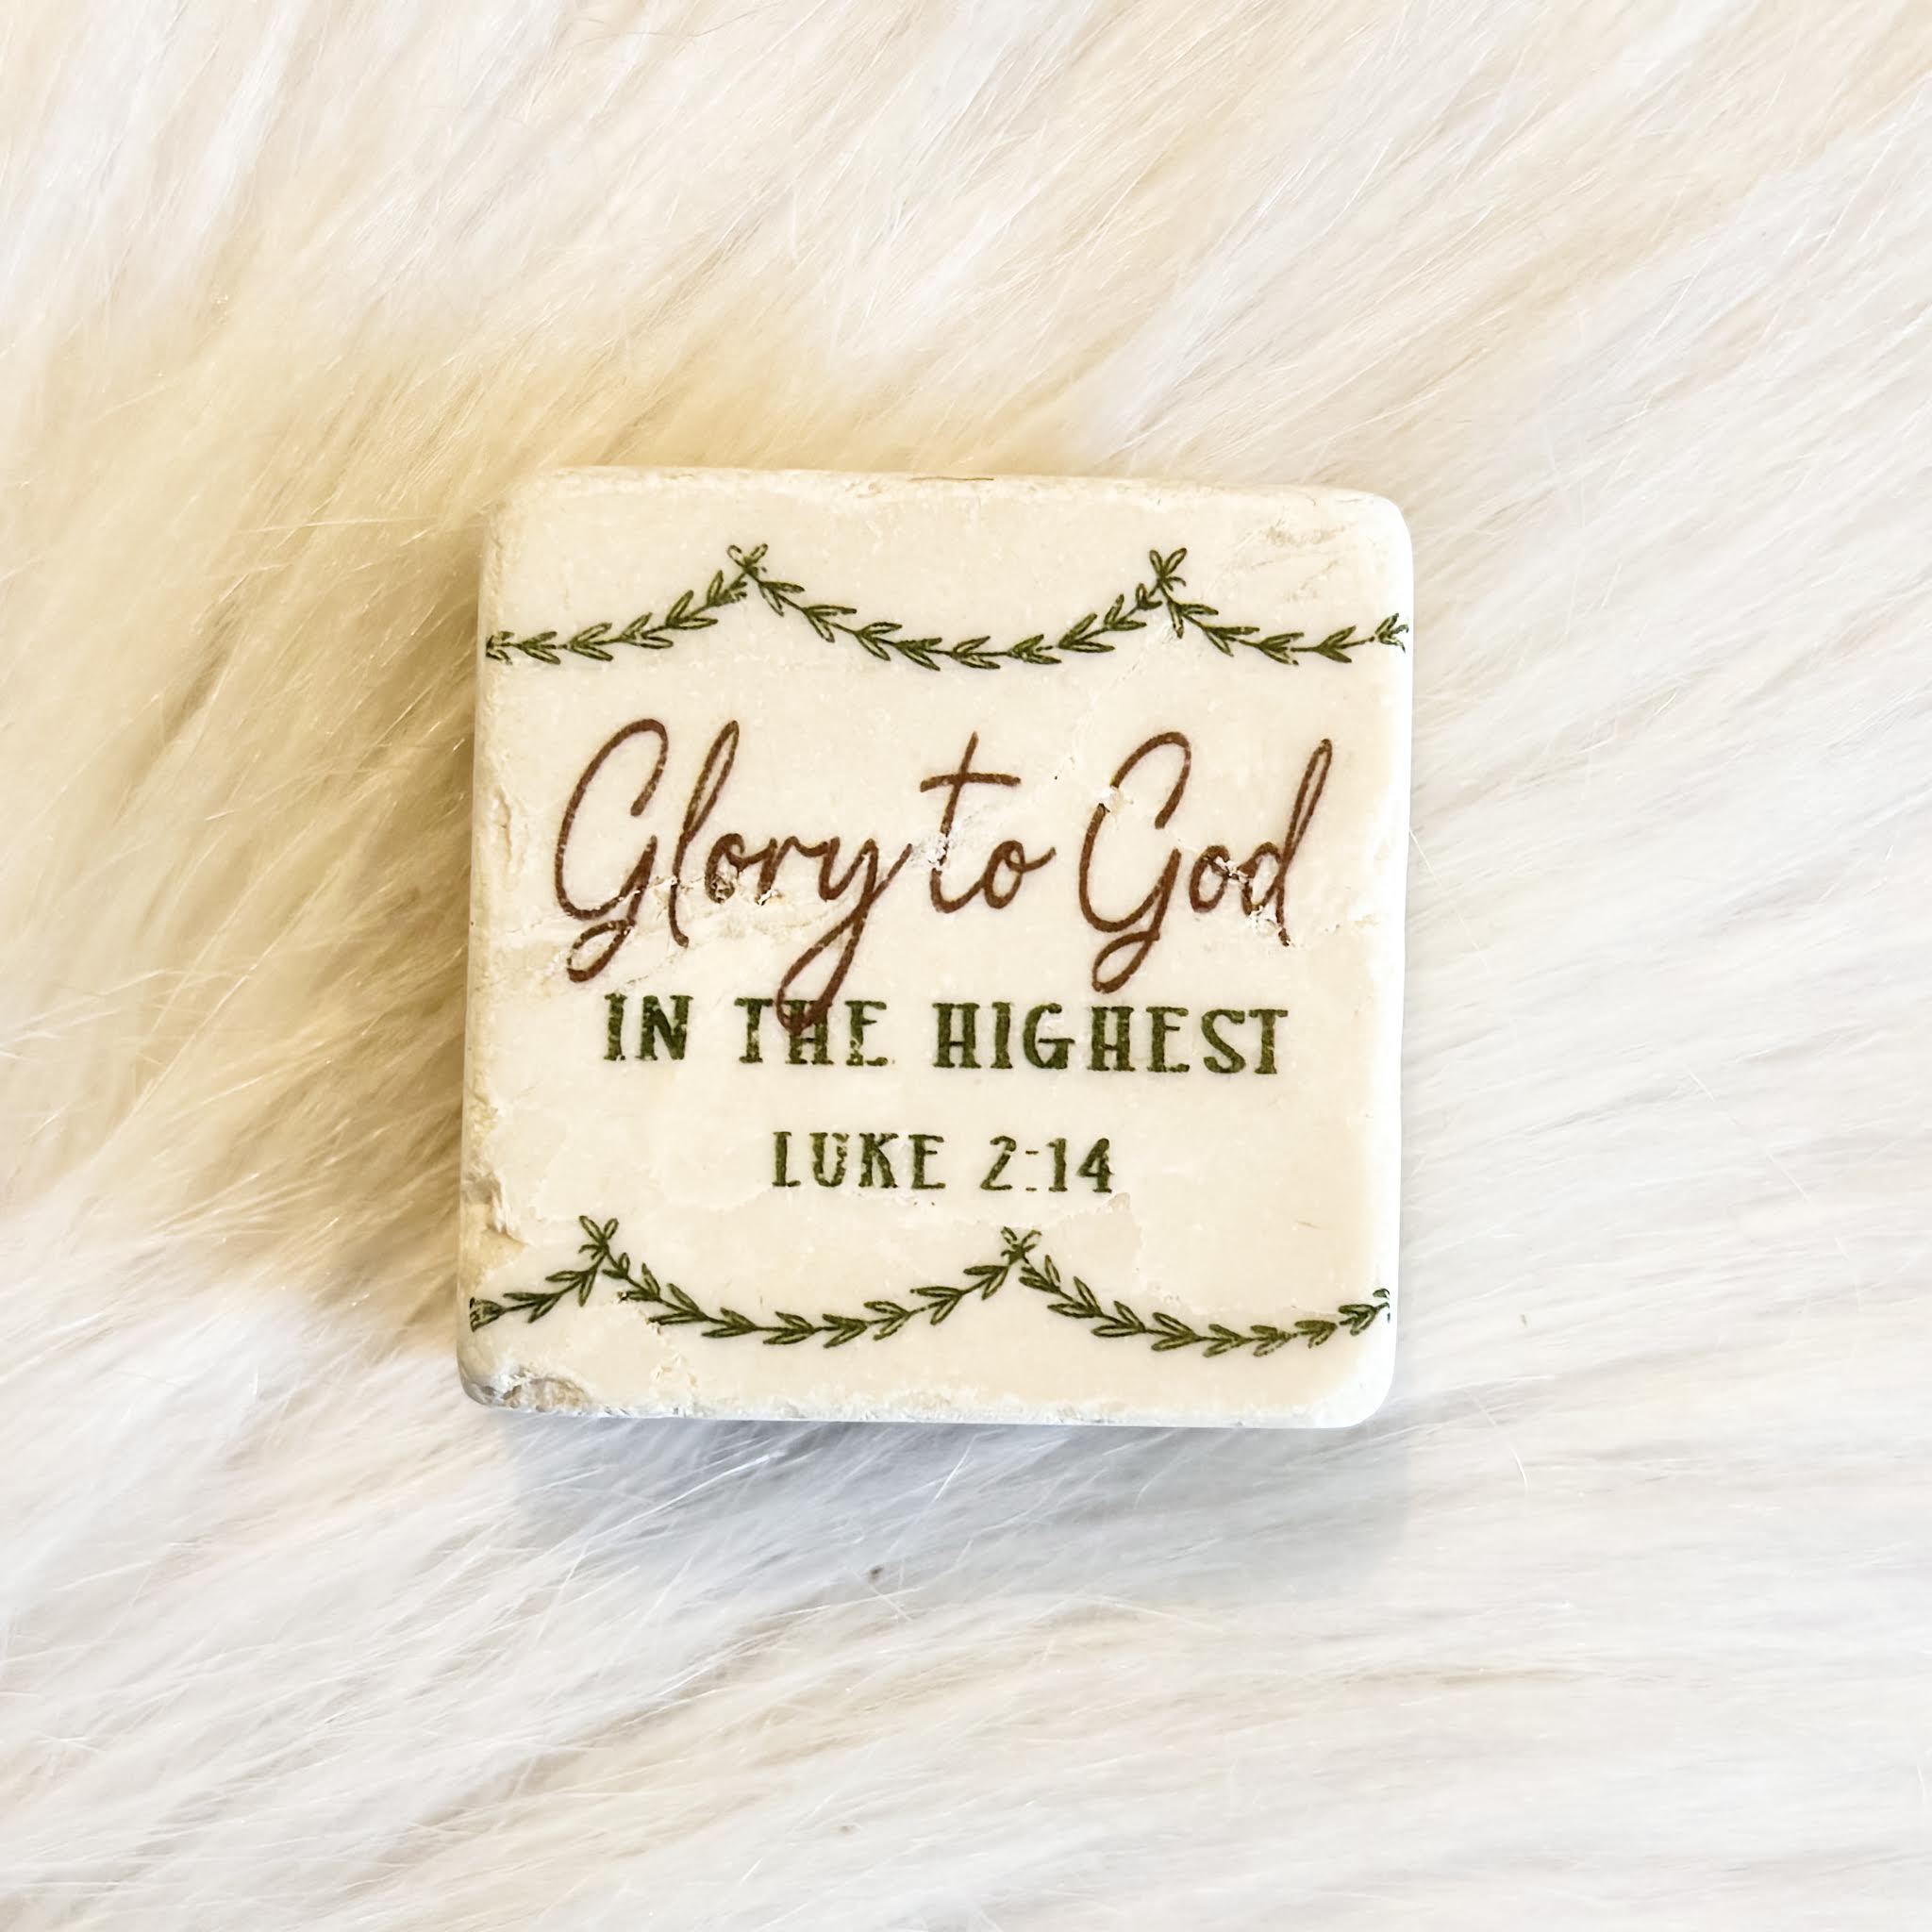 Glory to God
IN THE HIGHEST
LUKE 2:14